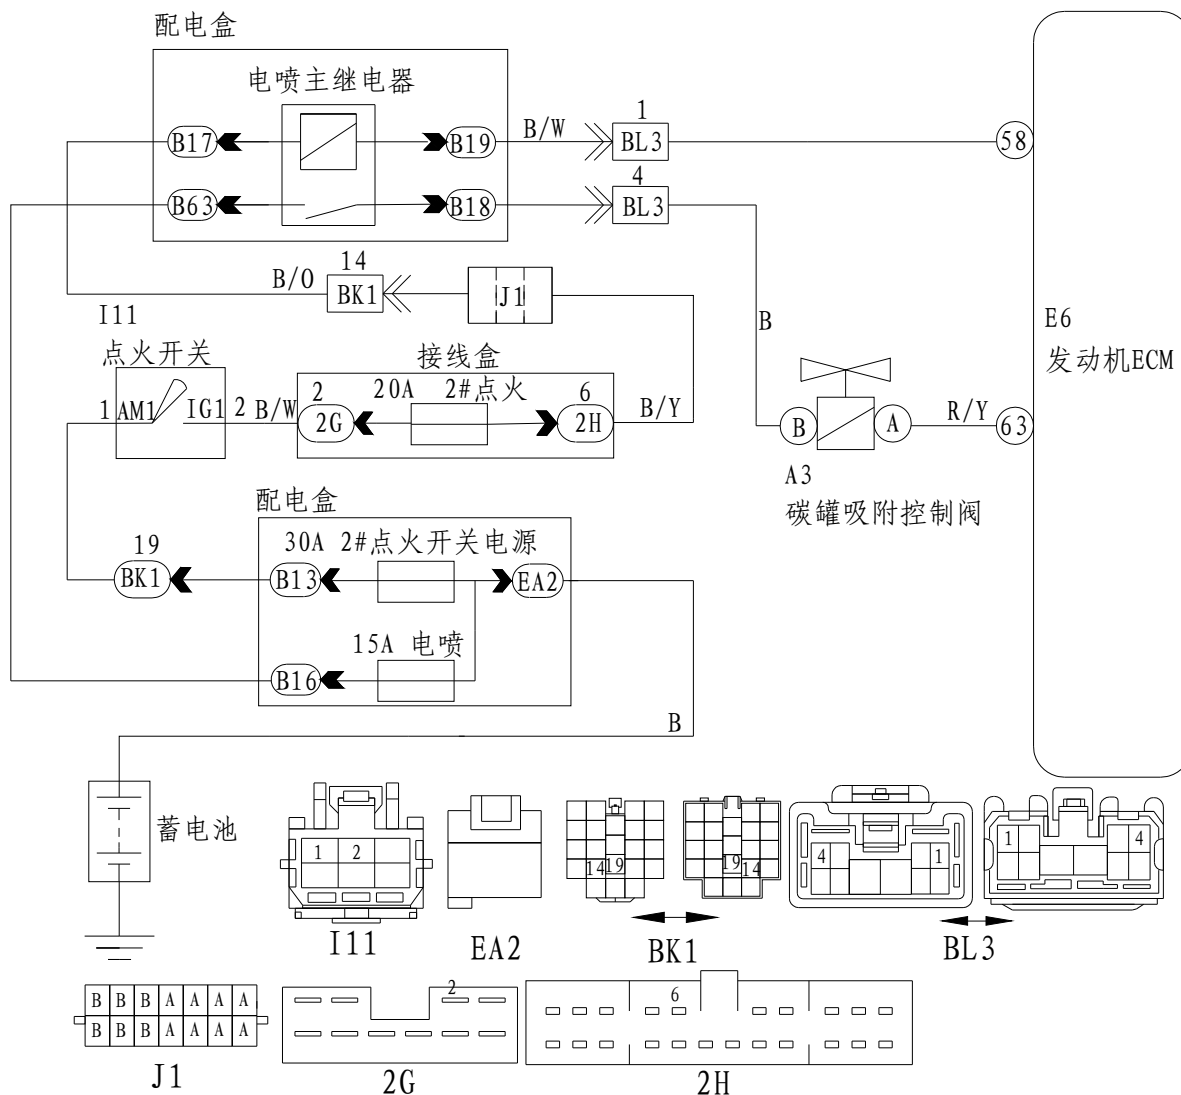 配电盒
电喷主继电器
B17
B19
B/W
1
BL3
58
B63
B18
4
BL3
B/O
14
BK1
J1
B
E6
发动机ECM
I11
点火开关
1
AM1
IG1
2
B/W
接线盒
2
2G
20A
2#点火
6
2H
B/Y
B
A
R/Y
63
A3
碳罐吸附控制阀
配电盒
19
BK1
30A
2#点火开关电源
B13
EA2
15A 电喷
B16
B
蓄电池
1
2
I11
EA2
14
19
19
14
BK1
4
1
1
4
BL3
B B B A A A A
B B B A A A A
J1
2
2G
6
2H